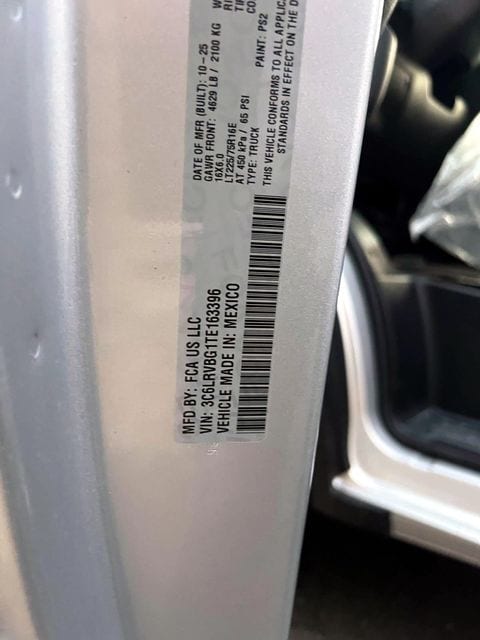 MFD BY: FCA US LLC
VIN: 3C6LRVBG1TE163396
VEHICLE MADE IN: MEXICO
DATE OF MFR (BUILT): 10-25
GAWR FRONT: 4629 LB / 2100 KG
16X6.0
LT225/75R16E
AT 450 kPa / 65 PSI
TYPE: TRUCK
PAINT: PS2
THIS VEHICLE CONFORMS TO ALL APPLIC
STANDARDS IN EFFECT ON THE D